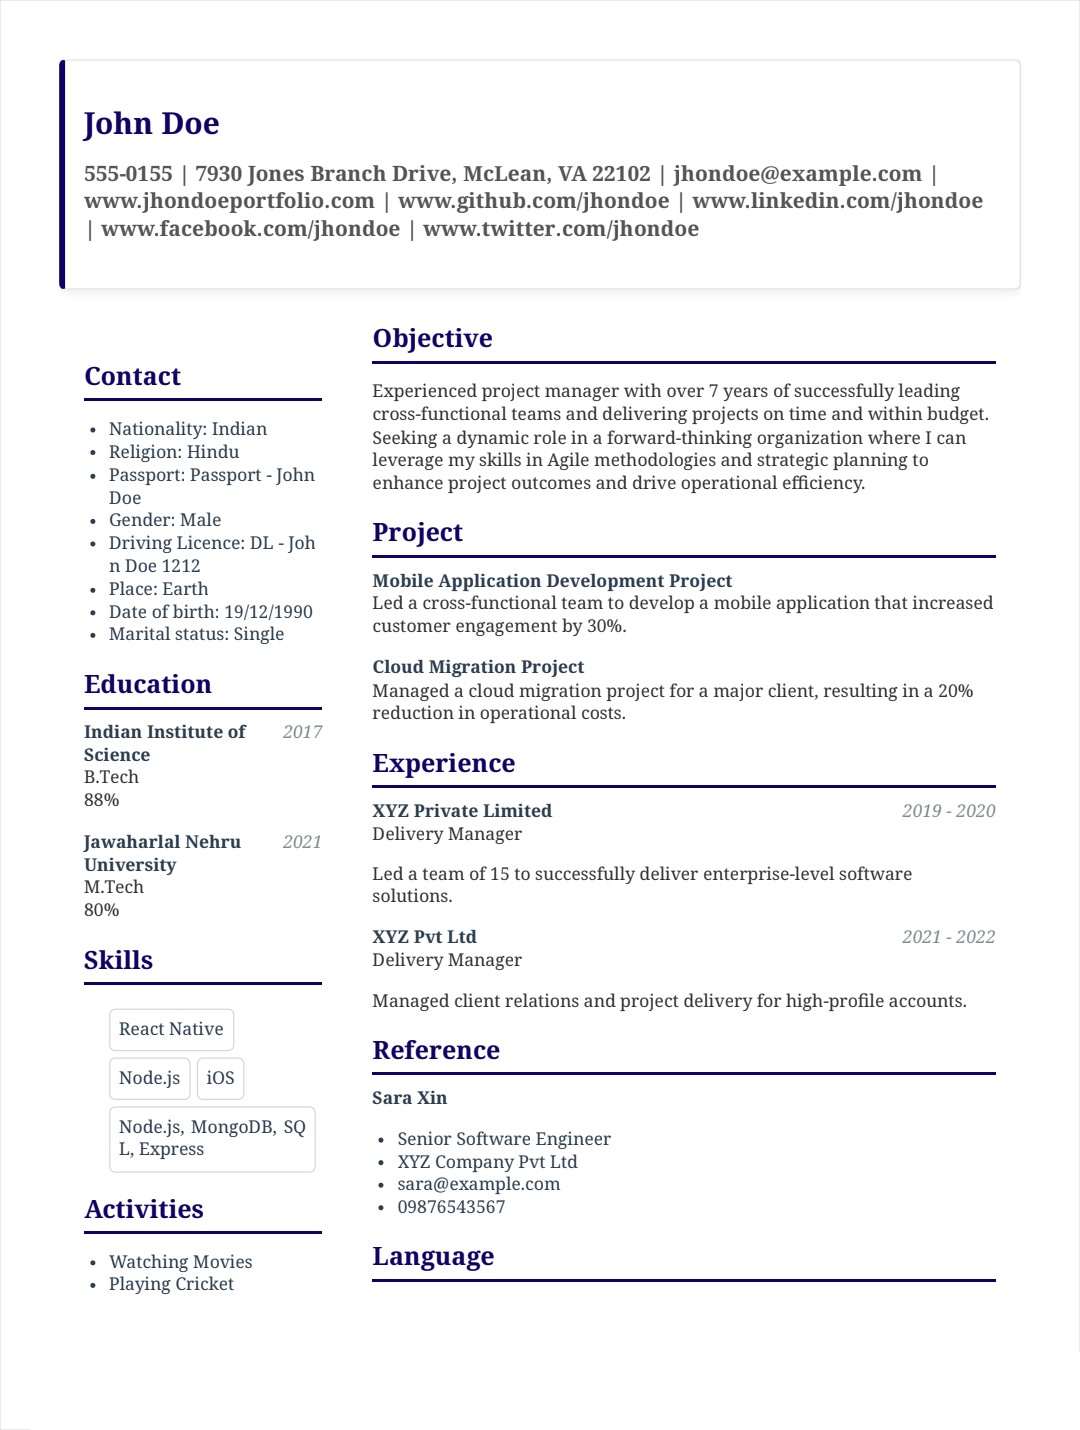 John Doe
555-0155 | 7930 Jones Branch Drive, McLean, VA 22102 | jhondoe@example.com |
www.jhondoeportfolio.com | www.github.com/jhondoe | www.linkedin.com/jhondoe
| www.facebook.com/jhondoe | www.twitter.com/jhondoe
Contact
• Nationality: Indian
• Religion: Hindu
• Passport: Passport - John
Doe
• Gender: Male
• Driving Licence: DL - Joh
n Doe 1212
• Place: Earth
• Date of birth: 19/12/1990
• Marital status: Single
Education
Indian Institute of 2017
Science
B.Tech
88%
Jawaharlal Nehru 2021
University
M.Tech
80%
Skills
React Native
Node.js iOS
Node.js, MongoDB, SQ
L, Express
Activities
• Watching Movies
• Playing Cricket
Objective
Experienced project manager with over 7 years of successfully leading
cross-functional teams and delivering projects on time and within budget.
Seeking a dynamic role in a forward-thinking organization where I can
leverage my skills in Agile methodologies and strategic planning to
enhance project outcomes and drive operational efficiency.
Project
Mobile Application Development Project
Led a cross-functional team to develop a mobile application that increased
customer engagement by 30%.
Cloud Migration Project
Managed a cloud migration project for a major client, resulting in a 20%
reduction in operational costs.
Experience
XYZ Private Limited 2019 - 2020
Delivery Manager
Led a team of 15 to successfully deliver enterprise-level software
solutions.
XYZ Pvt Ltd 2021 - 2022
Delivery Manager
Managed client relations and project delivery for high-profile accounts.
Reference
Sara Xin
• Senior Software Engineer
• XYZ Company Pvt Ltd
• sara@example.com
• 09876543567
Language